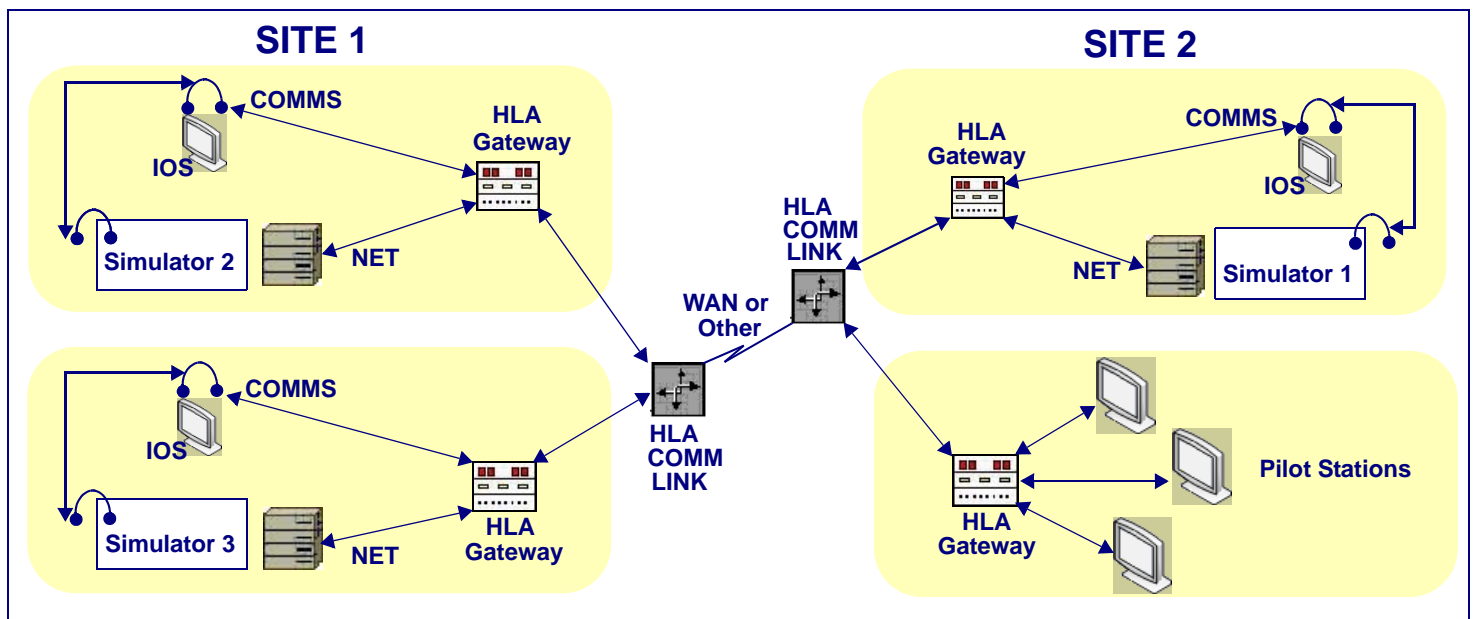 SITE 1
COMMS
HLA
Gateway
IOS
Simulator 2
NET
COMMS
IOS
Simulator 3
NET
HLA
Gateway
HLA
COMM
LINK
WAN or
Other
HLA
COMM
LINK
SITE 2
HLA
Gateway
COMMS
IOS
NET
Simulator 1
HLA
Gateway
Pilot Stations